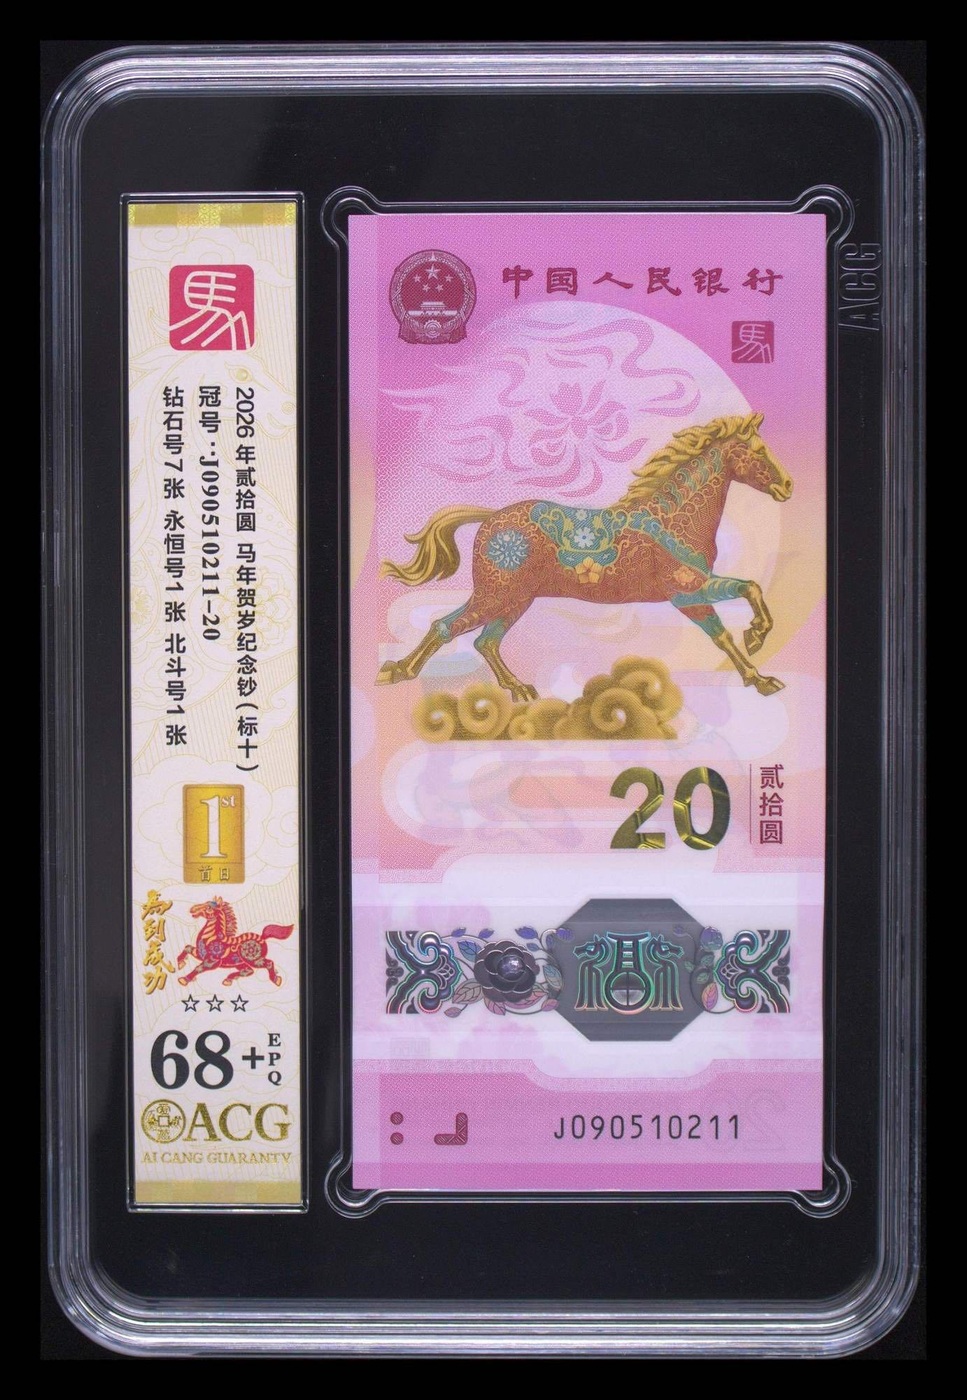 馬
2026 年贰拾圆 马年贺岁纪念钞(标十)
冠号:J090510211-20
钻石号7张 永恒号1张 北斗号1张
1st
首日
馬到成功
☆☆☆
68+EPQ
ACG
AI CANG GUARANTY
中国人民银行
馬
20
贰拾圆
J090510211
ACG